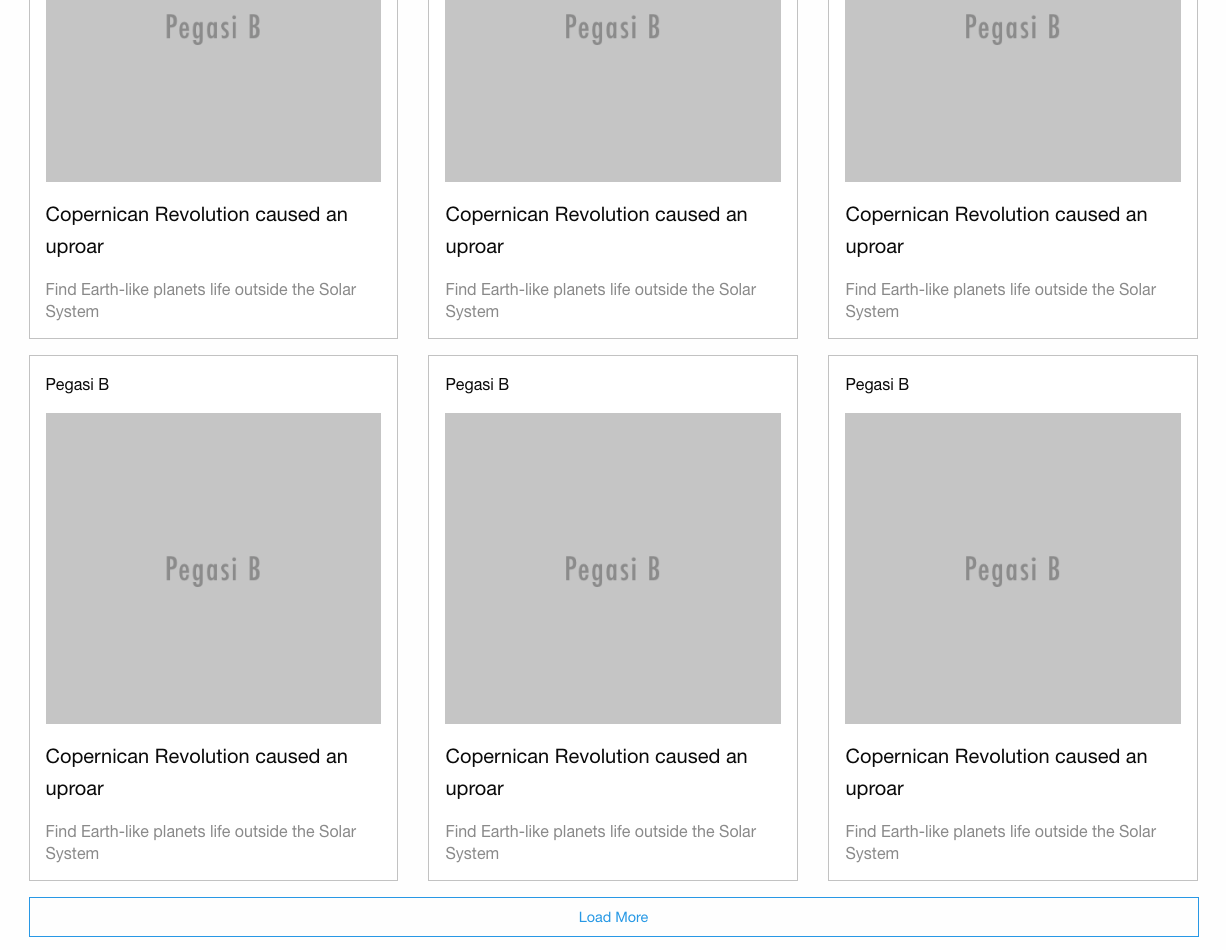 Pegasi B
Pegasi B
Pegasi B
Copernican Revolution caused an
uproar
Find Earth-like planets life outside the Solar
System
Copernican Revolution caused an
uproar
Find Earth-like planets life outside the Solar
System
Copernican Revolution caused an
uproar
Find Earth-like planets life outside the Solar
System
Pegasi B
Pegasi B
Copernican Revolution caused an
uproar
Find Earth-like planets life outside the Solar
System
Pegasi B
Pegasi B
Copernican Revolution caused an
uproar
Find Earth-like planets life outside the Solar
System
Pegasi B
Pegasi B
Copernican Revolution caused an
uproar
Find Earth-like planets life outside the Solar
System
Load More